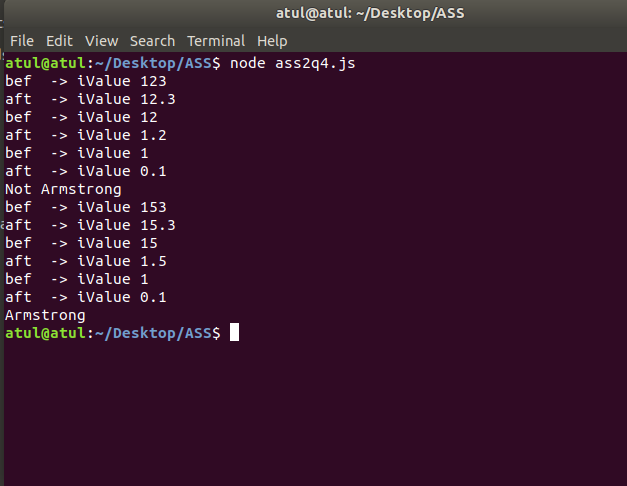 atul@atul: ~/Desktop/ASS
File Edit View Search Terminal Help
atul@atul:~/Desktop/ASS$ node ass2q4.js
bef  -> iValue 123
aft  -> iValue 12.3
bef  -> iValue 12
aft  -> iValue 1.2
bef  -> iValue 1
aft  -> iValue 0.1
Not Armstrong
bef  -> iValue 153
aft  -> iValue 15.3
bef  -> iValue 15
aft  -> iValue 1.5
bef  -> iValue 1
aft  -> iValue 0.1
Armstrong
atul@atul:~/Desktop/ASS$